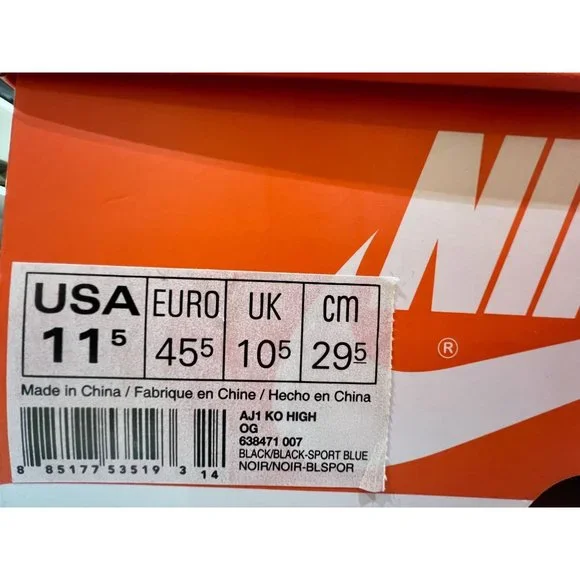 NIK
®
USA EURO UK cm
11⁵ 45⁵ 10⁵ 29⁵
Made in China / Fabrique en Chine / Hecho en China
AJ1 KO HIGH
OG
638471 007
BLACK/BLACK-SPORT BLUE
NOIR/NOIR-BLSPOR
8 85177 53519 3 14